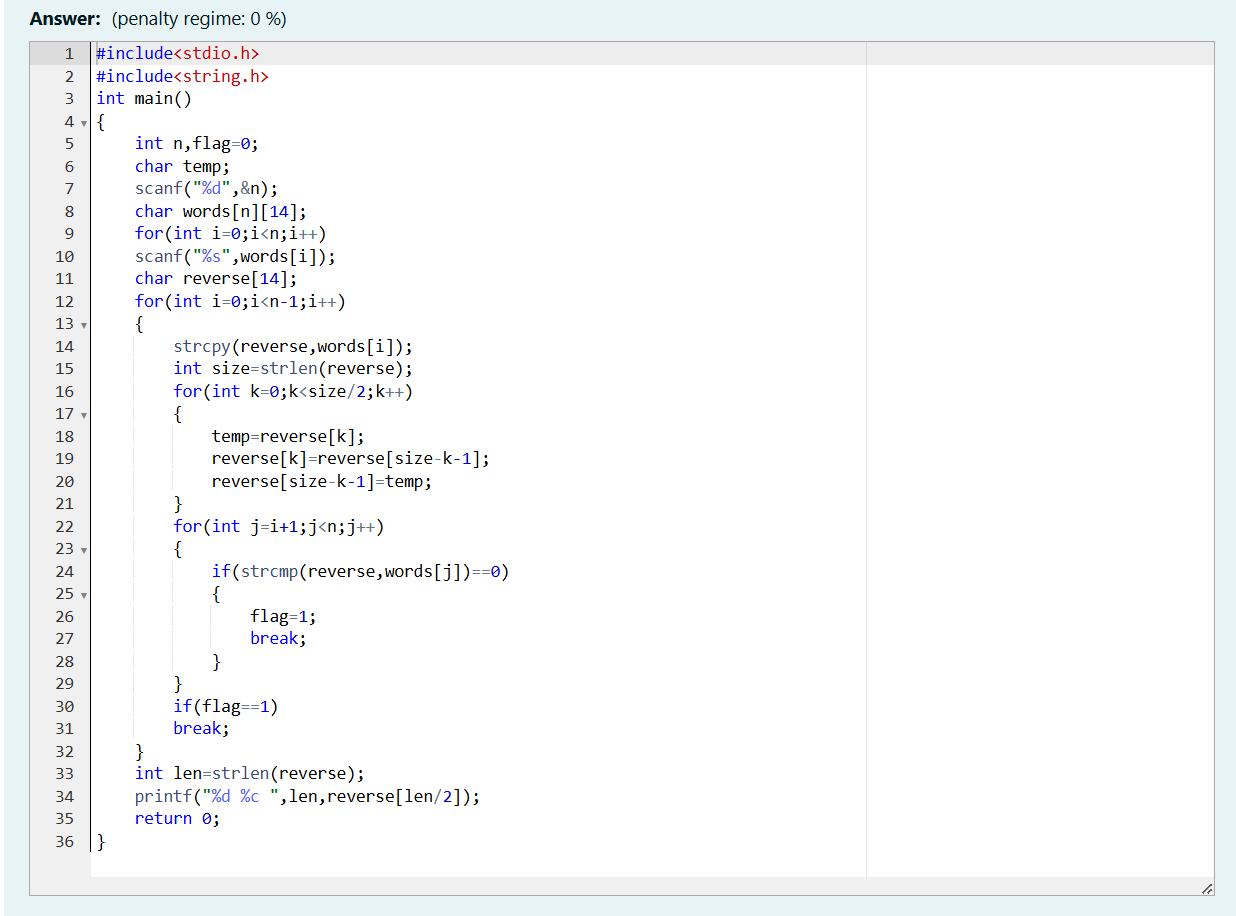 Answer: (penalty regime: 0 %)
1 #include<stdio.h>
2 #include<string.h>
3 int main()
4 {
5     int n,flag=0;
6     char temp;
7     scanf("%d",&n);
8     char words[n][14];
9     for(int i=0;i<n;i++)
10     scanf("%s",words[i]);
11     char reverse[14];
12     for(int i=0;i<n-1;i++)
13     {
14         strcpy(reverse,words[i]);
15         int size=strlen(reverse);
16         for(int k=0;k<size/2;k++)
17         {
18             temp=reverse[k];
19             reverse[k]=reverse[size-k-1];
20             reverse[size-k-1]=temp;
21         }
22         for(int j=i+1;j<n;j++)
23         {
24             if(strcmp(reverse,words[j])==0)
25             {
26                 flag=1;
27                 break;
28             }
29         }
30         if(flag==1)
31         break;
32     }
33     int len=strlen(reverse);
34     printf("%d %c ",len,reverse[len/2]);
35     return 0;
36 }